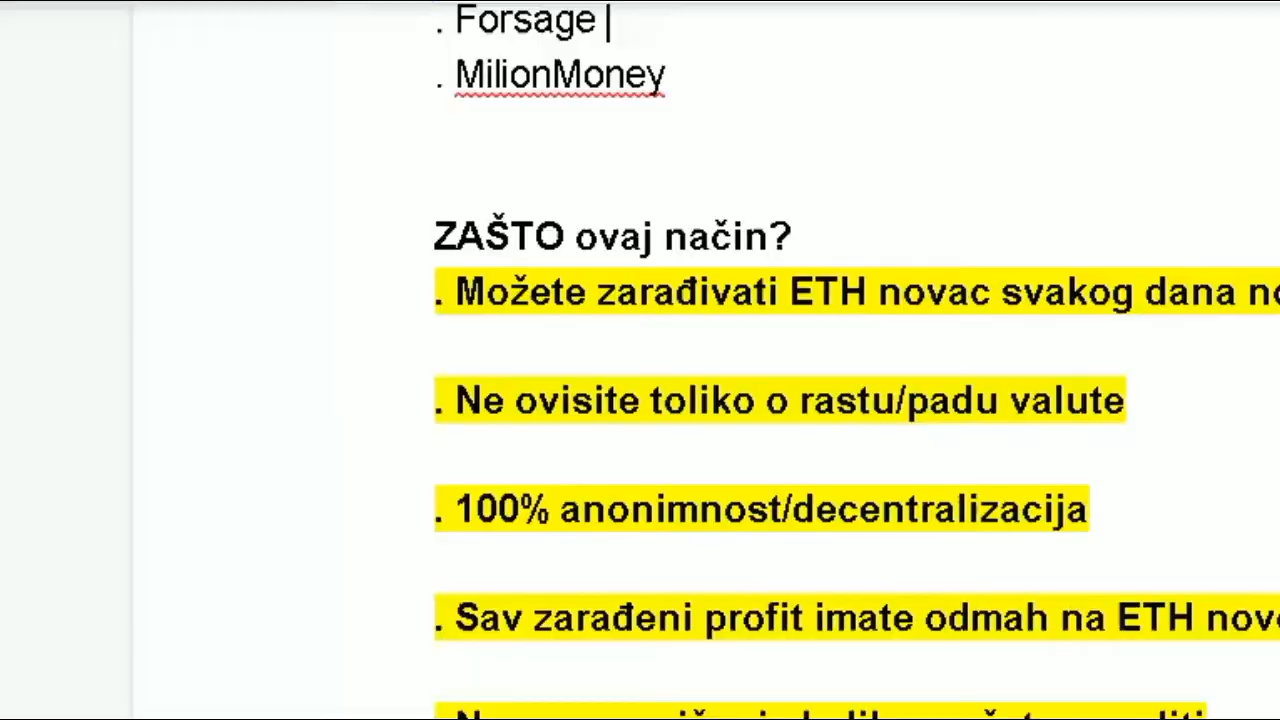 . Forsage
. MilionMoney
ZAŠTO ovaj način?
. Možete zarađivati ETH novac svakog dana
. Ne ovisite toliko o rastu/padu valute
. 100% anonimnost/decentralizacija
. Sav zarađeni profit imate odmah na ETH